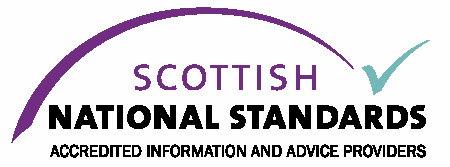 SCOTTISH
NATIONAL STANDARDS
ACCREDITED INFORMATION AND ADVICE PROVIDERS